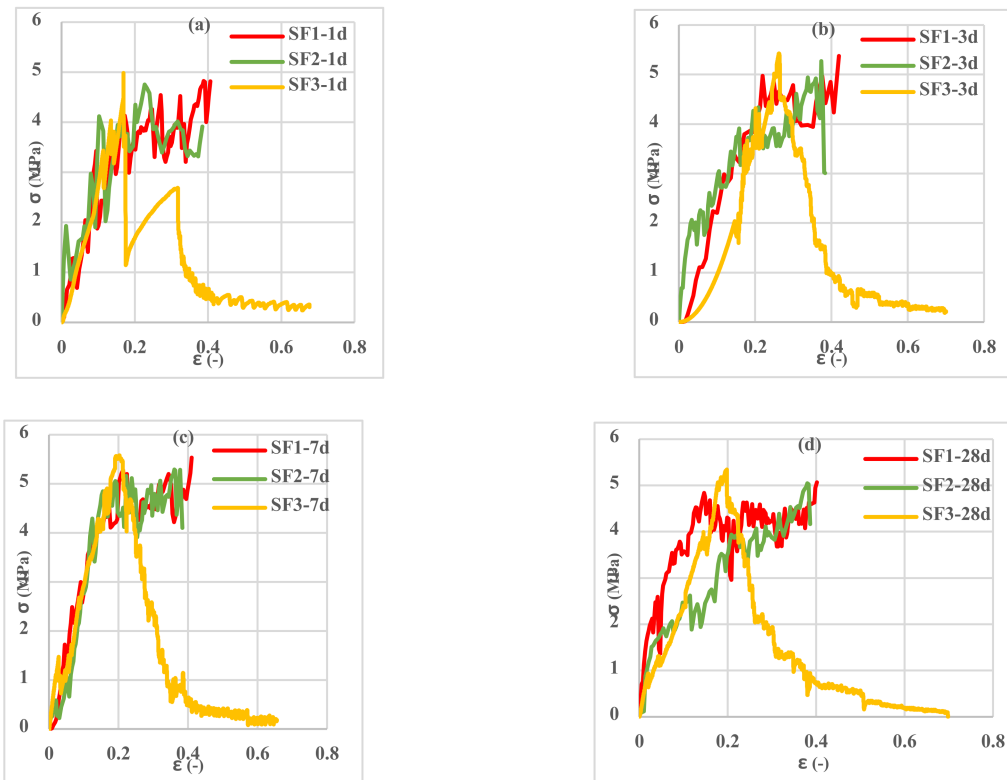 (a)
SF1-1d
SF2-1d
SF3-1d
6
5
4
3
2
1
0
σ (MPa)
0
0.2
0.4
0.6
0.8
ε (-)
(b)
SF1-3d
SF2-3d
SF3-3d
6
5
4
3
2
1
0
σ (MPa)
0
0.2
0.4
0.6
0.8
ε (-)
(c)
SF1-7d
SF2-7d
SF3-7d
6
5
4
3
2
1
0
σ (MPa)
0
0.2
0.4
0.6
0.8
ε (-)
(d)
SF1-28d
SF2-28d
SF3-28d
6
5
4
3
2
1
0
σ (MPa)
0
0.2
0.4
0.6
0.8
ε (-)